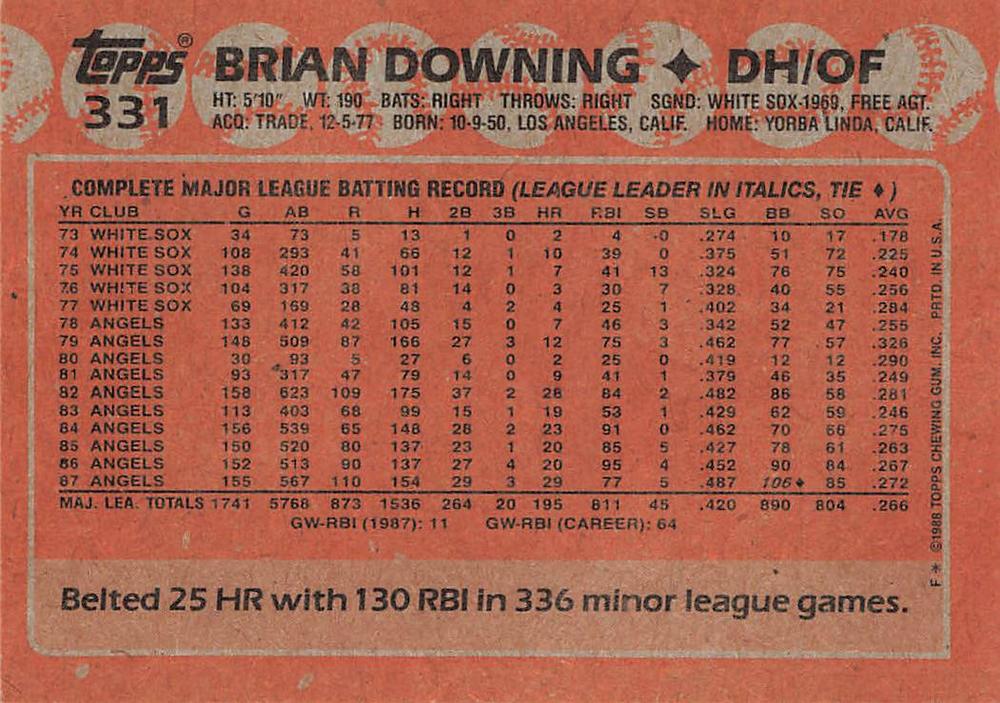 Topps® BRIAN DOWNING ✦ DH/OF
331 HT: 5'10" WT: 190 BATS: RIGHT THROWS: RIGHT SGND: WHITE SOX-1969, FREE AGT.
ACQ: TRADE, 12-5-77 BORN: 10-9-50, LOS ANGELES, CALIF. HOME: YORBA LINDA, CALIF.
COMPLETE MAJOR LEAGUE BATTING RECORD (LEAGUE LEADER IN ITALICS, TIE ♦)
YR CLUB G AB R H 2B 3B HR RBI SB SLG BB SO AVG
73 WHITE SOX 34 73 5 13 1 0 2 4 0 .274 10 17 .178
74 WHITE SOX 108 293 41 66 12 1 10 39 0 .375 51 72 .225
75 WHITE SOX 138 420 58 101 12 1 7 41 13 .324 76 75 .240
76 WHITE SOX 104 317 38 81 14 0 3 30 7 .328 40 55 .256
77 WHITE SOX 69 169 28 48 4 2 4 25 1 .402 34 21 .284
78 ANGELS 133 412 42 105 15 0 7 46 3 .342 52 47 .255
79 ANGELS 148 509 87 166 27 3 12 75 3 .462 77 57 .326
80 ANGELS 30 93 5 27 6 0 2 25 0 .419 12 12 .290
81 ANGELS 93 317 47 79 14 0 9 41 1 .379 46 35 .249
82 ANGELS 158 623 109 175 37 2 28 84 2 .482 86 58 .281
83 ANGELS 113 403 68 99 15 1 19 53 1 .429 62 59 .246
84 ANGELS 156 539 65 148 28 2 23 91 0 .462 70 66 .275
85 ANGELS 150 520 80 137 23 1 20 85 5 .427 78 61 .263
86 ANGELS 152 513 90 137 27 4 20 95 4 .452 90 84 .267
87 ANGELS 155 567 110 154 29 3 29 77 5 .487 106♦ 85 .272
MAJ. LEA. TOTALS 1741 5768 873 1536 264 20 195 811 45 .420 890 804 .266
GW-RBI (1987): 11 GW-RBI (CAREER): 64
Belted 25 HR with 130 RBI in 336 minor league games.
F * ©1988 TOPPS CHEWING GUM, INC. PRTD. IN U.S.A.